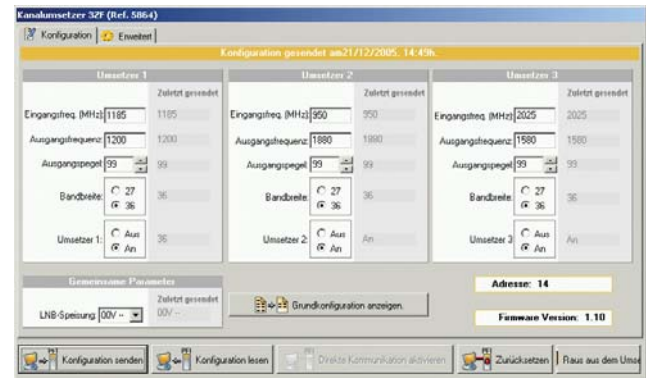 Kanalumsetzer 32F (Ref. 5864)
Konfiguration Erweitert
Konfiguration gesendet am21/12/2005, 14:49h.
Umsetzer 1 Umsetzer 2 Umsetzer 3
Zuletzt gesendet Zuletzt gesendet Zuletzt gesendet
Eingangsfreq. (MHz): 1185 1185 Eingangsfreq. (MHz): 950 950 Eingangsfreq. (MHz): 2025 2025
Ausgangsfrequenz: 1200 1200 Ausgangsfrequenz: 1880 1880 Ausgangsfrequenz: 1580 1580
Ausgangspegel: 99 99 Ausgangspegel: 99 99 Ausgangspegel: 99 99
Bandbreite: 27 36 36 Bandbreite: 27 36 36 Bandbreite: 27 36 36
Umsetzer 1: Aus An 36 Umsetzer 2: Aus An An Umsetzer 3: Aus An An
Gemeinsame Parameter
Zuletzt gesendet
LNB-Speisung: 00V -- 00V --
Grundkonfiguration anzeigen.
Adresse: 14
Firmware Version: 1.10
Konfiguration senden Konfiguration lesen Direkte Kommunikation aktivieren Zurücksetzen Raus aus dem Umse